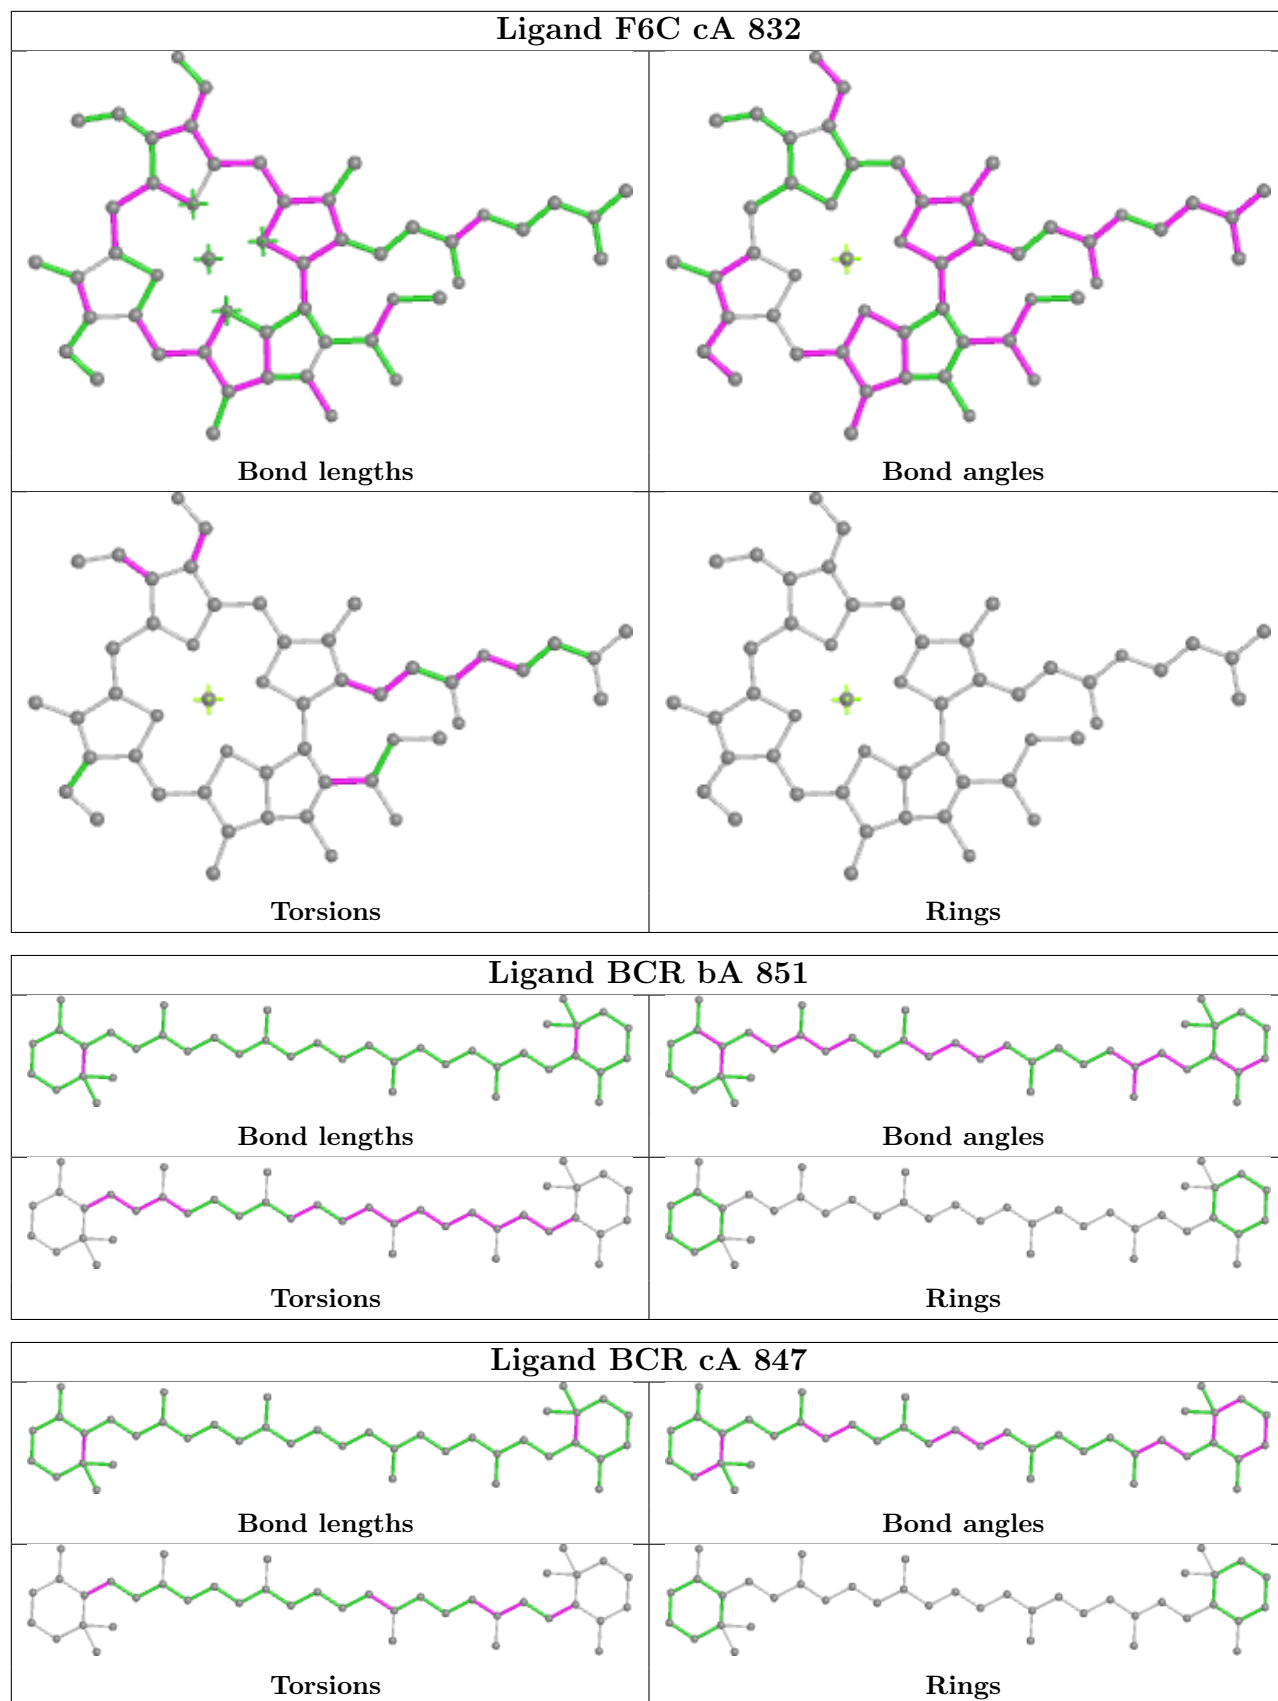 Ligand F6C cA 832
Bond lengths
Bond angles
Torsions
Rings
Ligand BCR bA 851
Bond lengths
Bond angles
Torsions
Rings
Ligand BCR cA 847
Bond lengths
Bond angles
Torsions
Rings